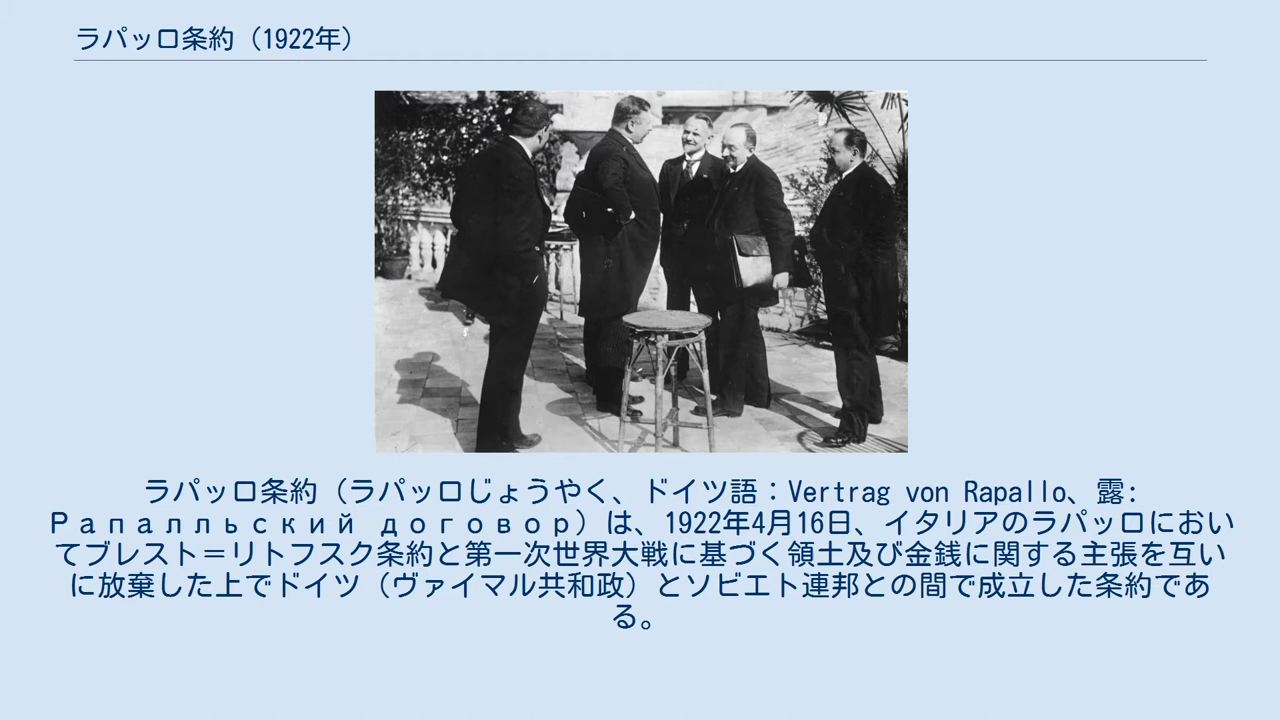 ラパッロ条約（1922年）
ラパッロ条約（ラパッロじょうやく、ドイツ語：Vertrag von Rapallo、露:
Рапалльский договор）は、1922年4月16日、イタリアのラパッロにおい
てブレスト＝リトフスク条約と第一次世界大戦に基づく領土及び金銭に関する主張を互い
に放棄した上でドイツ（ヴァイマル共和政）とソビエト連邦との間で成立した条約であ
る。